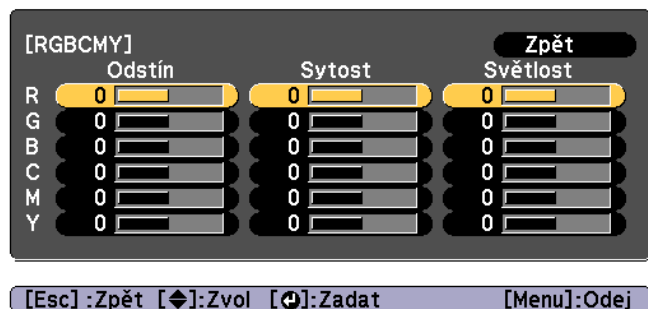 [RGBCMY] Zpět
Odstín Sytost Světlost
R 0 0 0
G 0 0 0
B 0 0 0
C 0 0 0
M 0 0 0
Y 0 0 0
[Esc] :Zpět [◆]:Zvol [⏎]:Zadat [Menu]:Odej